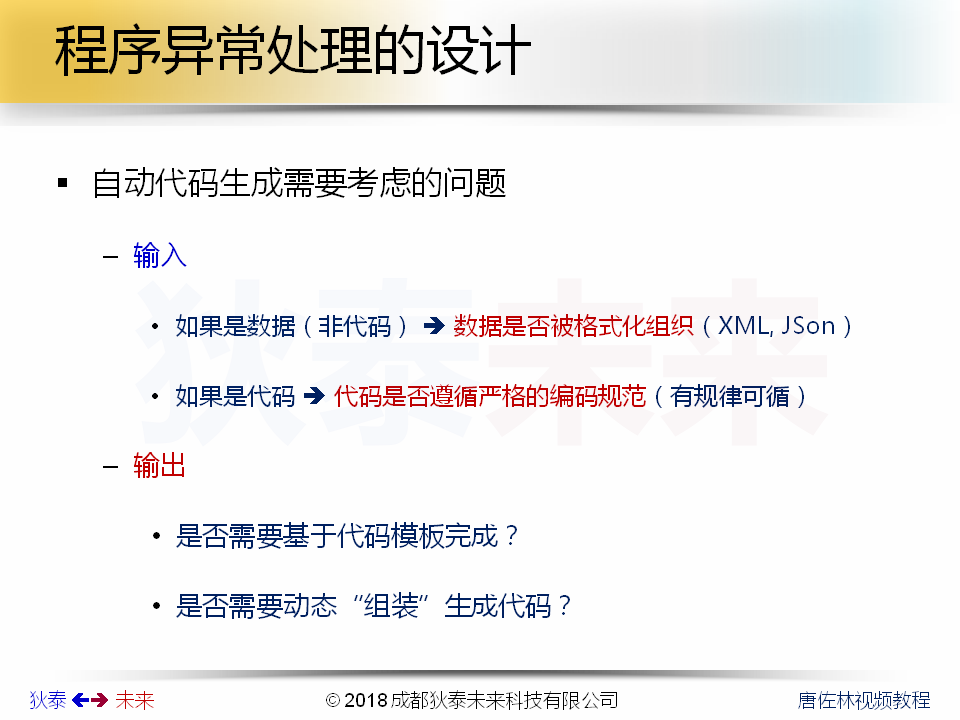 程序异常处理的设计
▪ 自动代码生成需要考虑的问题
– 输入
• 如果是数据（非代码） ➔ 数据是否被格式化组织（XML, JSon）
• 如果是代码 ➔ 代码是否遵循严格的编码规范（有规律可循）
– 输出
• 是否需要基于代码模板完成？
• 是否需要动态“组装”生成代码？
狄泰未来
狄泰 🡸🡺 未来 © 2018 成都狄泰未来科技有限公司 唐佐林视频教程